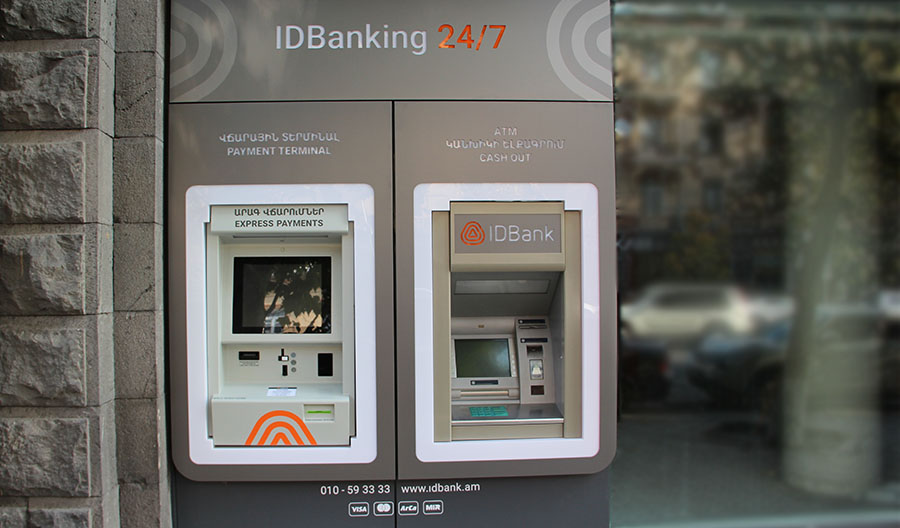 IDBanking 24/7
ՎՃԱՐԱՅԻՆ ՏԵՐՄԻՆԱԼ
PAYMENT TERMINAL
ԱՐԱԳ ՎՃԱՐՈՒՄՆԵՐ
EXPRESS PAYMENTS
ATM
ԿԱՆԽԻԿԻ ԵԼՔԱԳՐՈՒՄ
CASH OUT
IDBank
010 - 59 33 33 www.idbank.am
VISA ArCa MIR